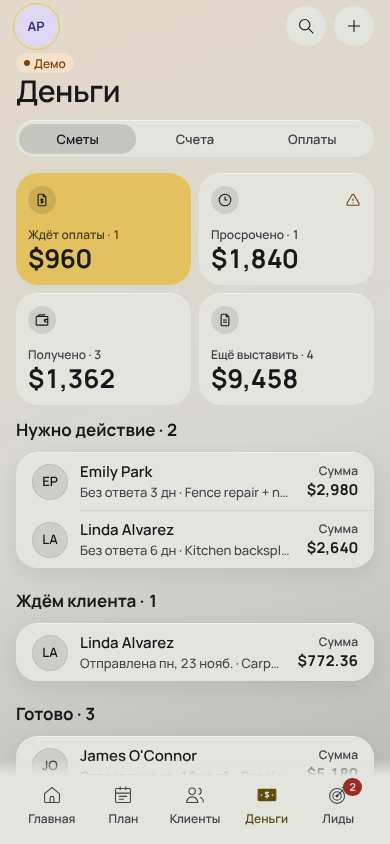 AP
Демо
Деньги
Сметы
Счета
Оплаты
Ждёт оплаты · 1
$960
Просрочено · 1
$1,840
Получено · 3
$1,362
Ещё выставить · 4
$9,458
Нужно действие · 2
EP
Emily Park
Без ответа 3 дн · Fence repair + n…
Сумма
$2,980
LA
Linda Alvarez
Без ответа 6 дн · Kitchen backspl…
Сумма
$2,640
Ждём клиента · 1
LA
Linda Alvarez
Отправлена пн, 23 нояб. · Carp…
Сумма
$772.36
Готово · 3
JO
James O'Connor
Сумма
$5,180
Главная
План
Клиенты
Деньги
2
Лиды